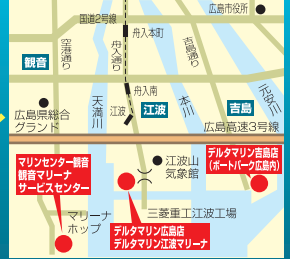 広島市役所
国道2号線
舟入本町
空港通り
舟入通り
吉島通り
観音
舟入南
江波
江波
吉島
元安川
本川
天満川
広島県総合
グランド
広島高速3号線
マリンセンター観音
観音マリーナ
サービスセンター
江波山
気象館
デルタマリン吉島店
(ボートパーク広島内)
マリーナ
ホップ
三菱重工江波工場
デルタマリン広島店
デルタマリン江波マリーナ